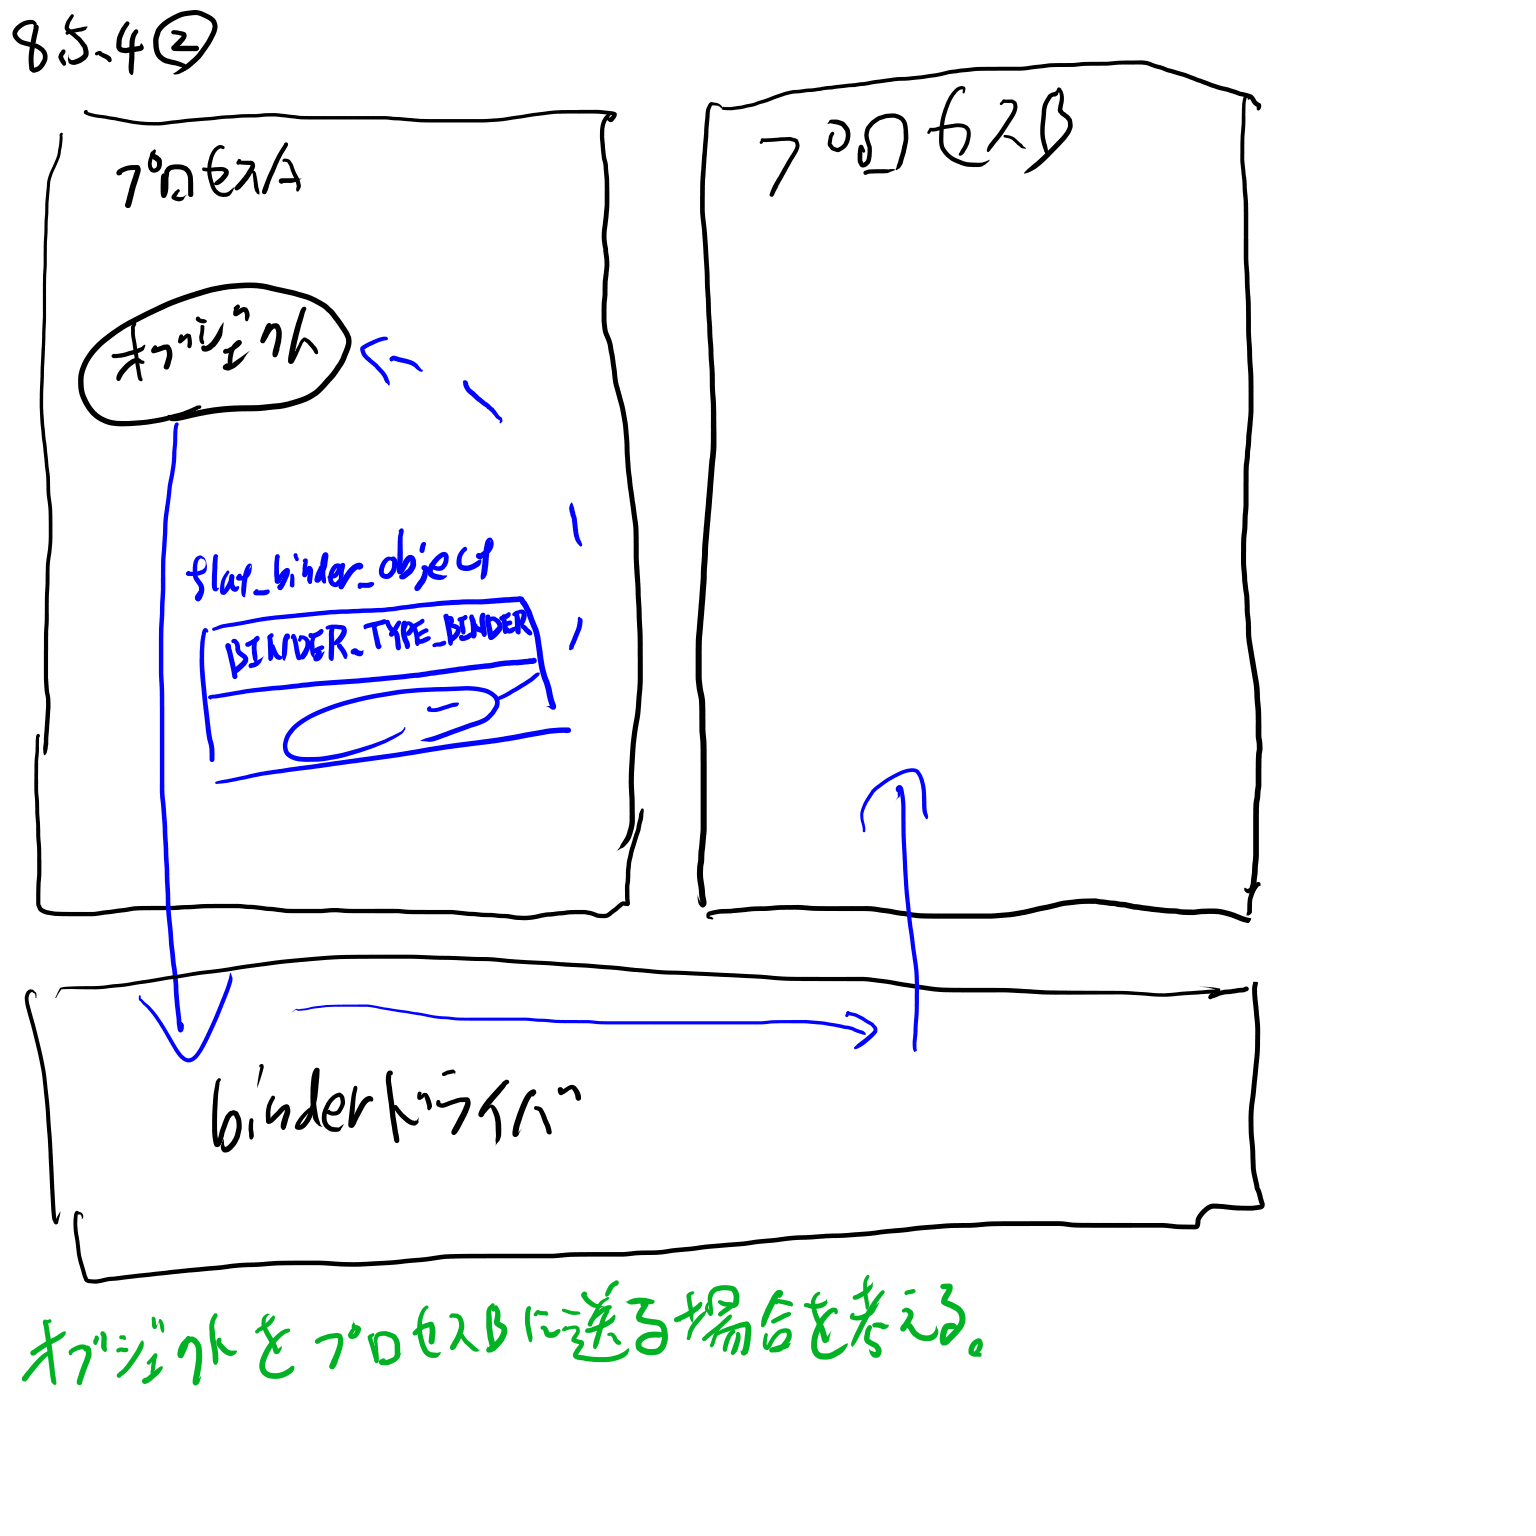 8.5.4 ②
プロセスA
プロセスB
オブジェクト
flat_binder_object
BINDER_TYPE_BINDER
binderドライバ
オブジェクトをプロセスBに送る場合を考える。